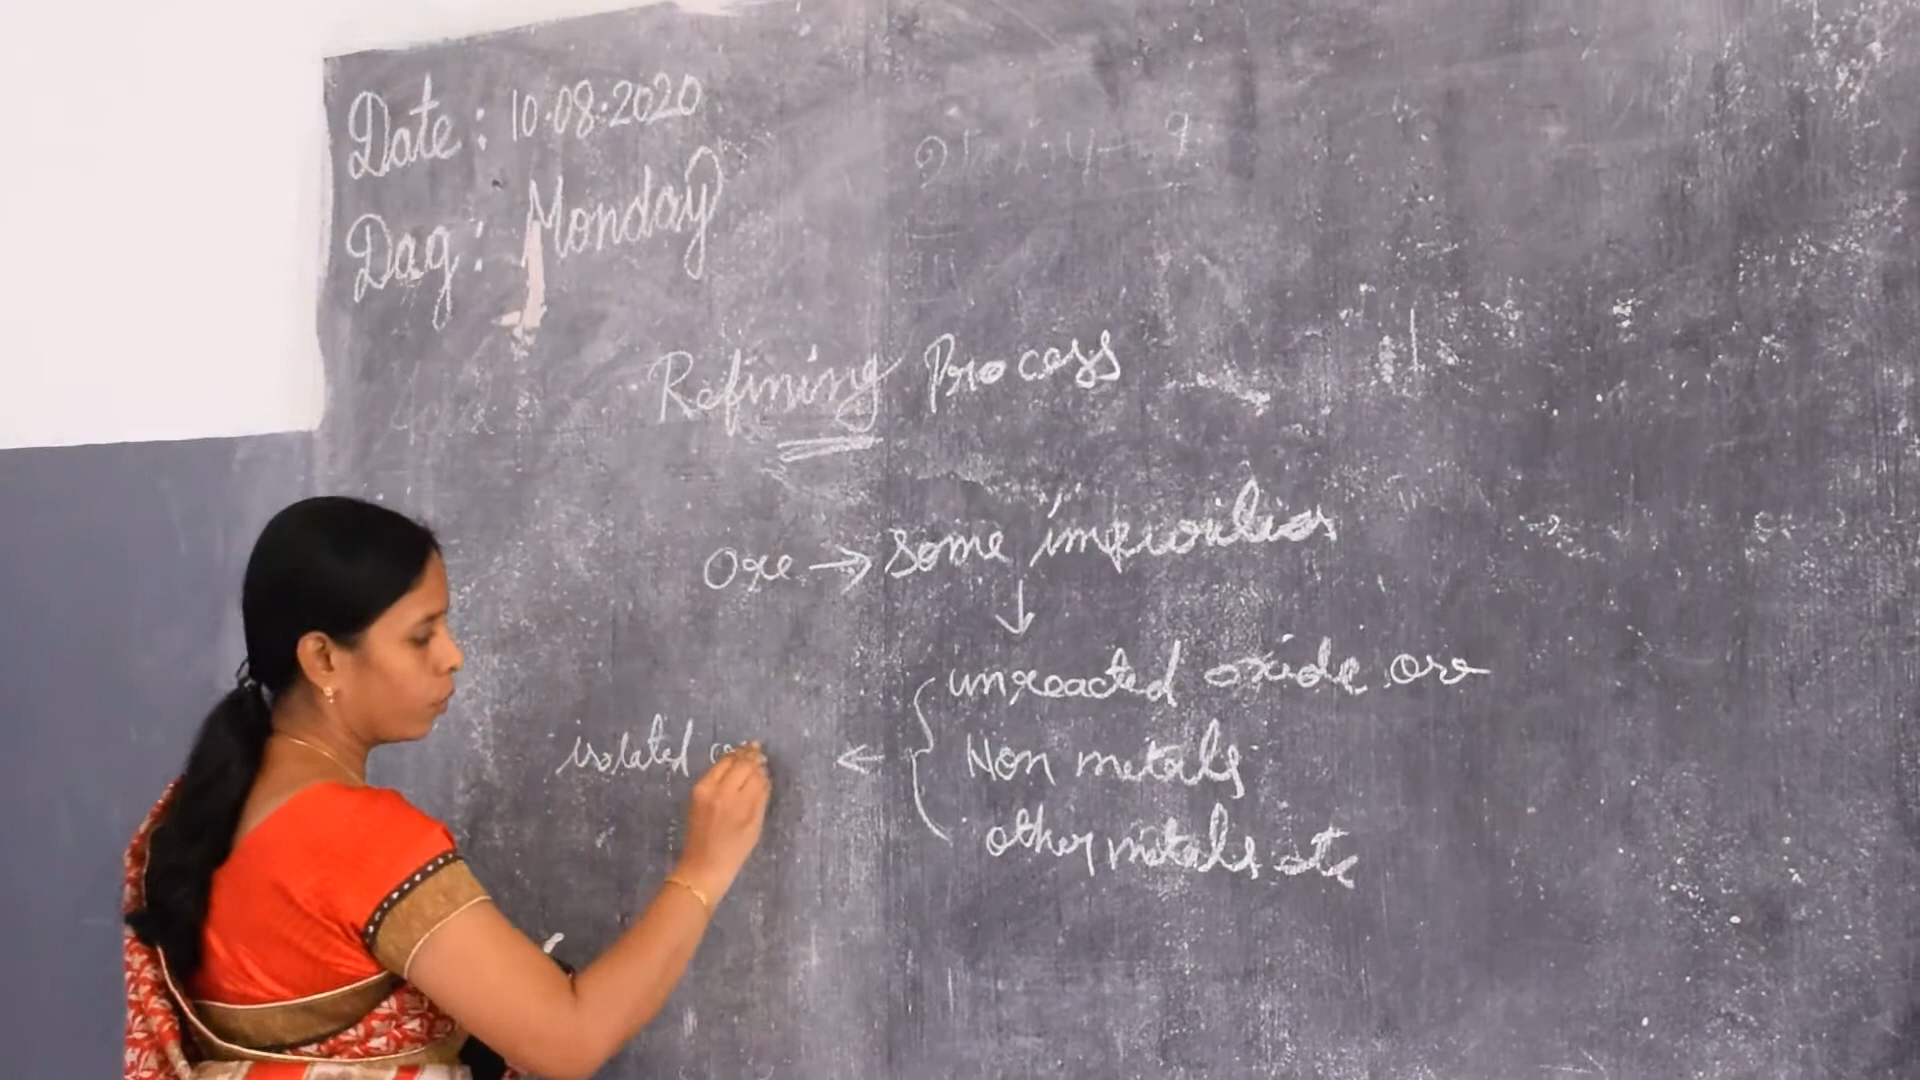 Date: 10.08.2020
Day: Monday
Refining Process
Ore → Some impurities
↓
unreacted oxide ore
isolated ← { Non metals
other metals etc